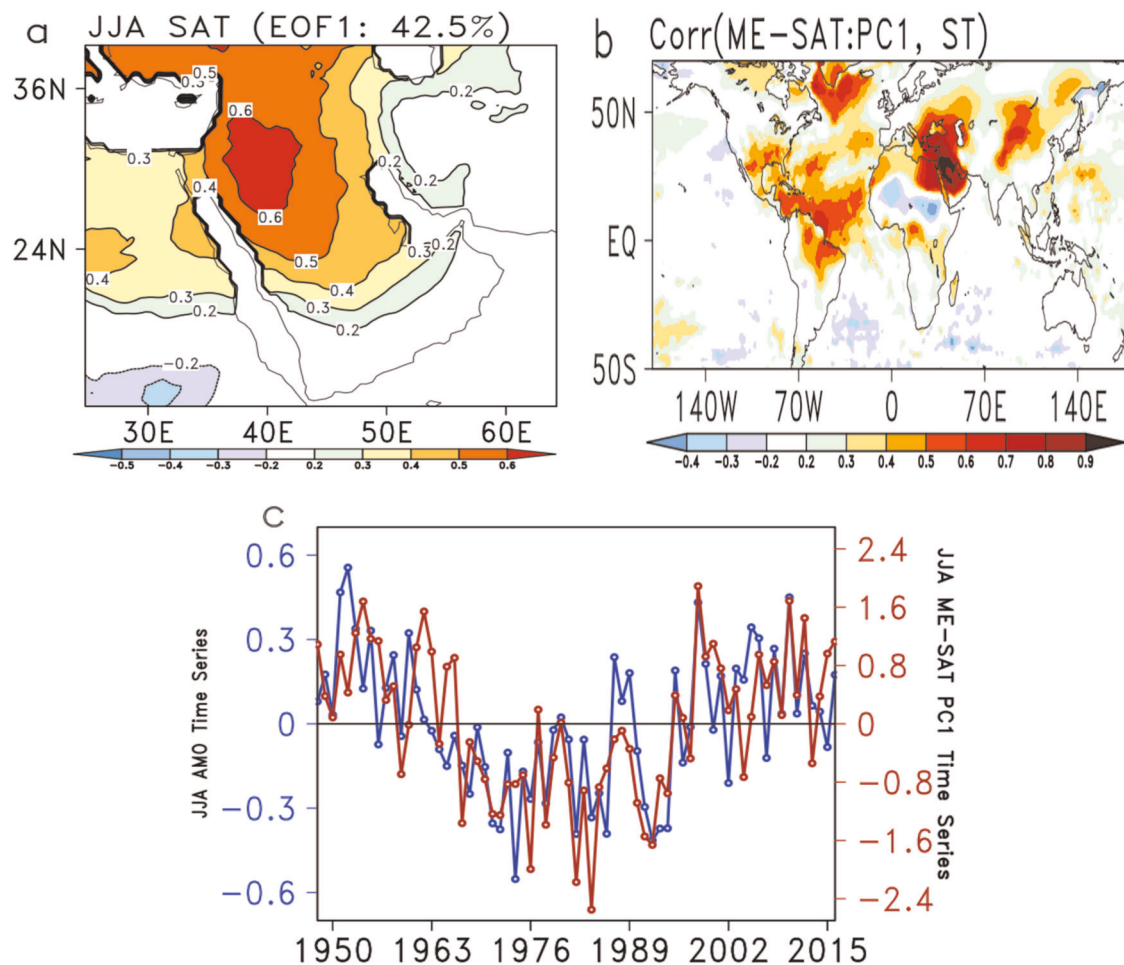 a JJA SAT (EOF1: 42.5%)
36N
24N
0.5
0.3
0.3
0.6
0.6
0.4
0.2
0.2
0.2
0.2
0.3
0.5
0.4
0.4
0.3
0.3
0.2
0.2
-0.2
30E 40E 50E 60E
-0.5 -0.4 -0.3 -0.2 0.2 0.3 0.4 0.5 0.6
b Corr(ME-SAT:PC1, ST)
50N
EQ
50S
140W 70W 0 70E 140E
-0.4 -0.3 -0.2 0.2 0.3 0.4 0.5 0.6 0.7 0.8 0.9
c
JJA AMO Time Series
0.6
0.3
0
-0.3
-0.6
2.4
1.6
0.8
0
-0.8
-1.6
-2.4
JJA ME-SAT PC1 Time Series
1950 1963 1976 1989 2002 2015